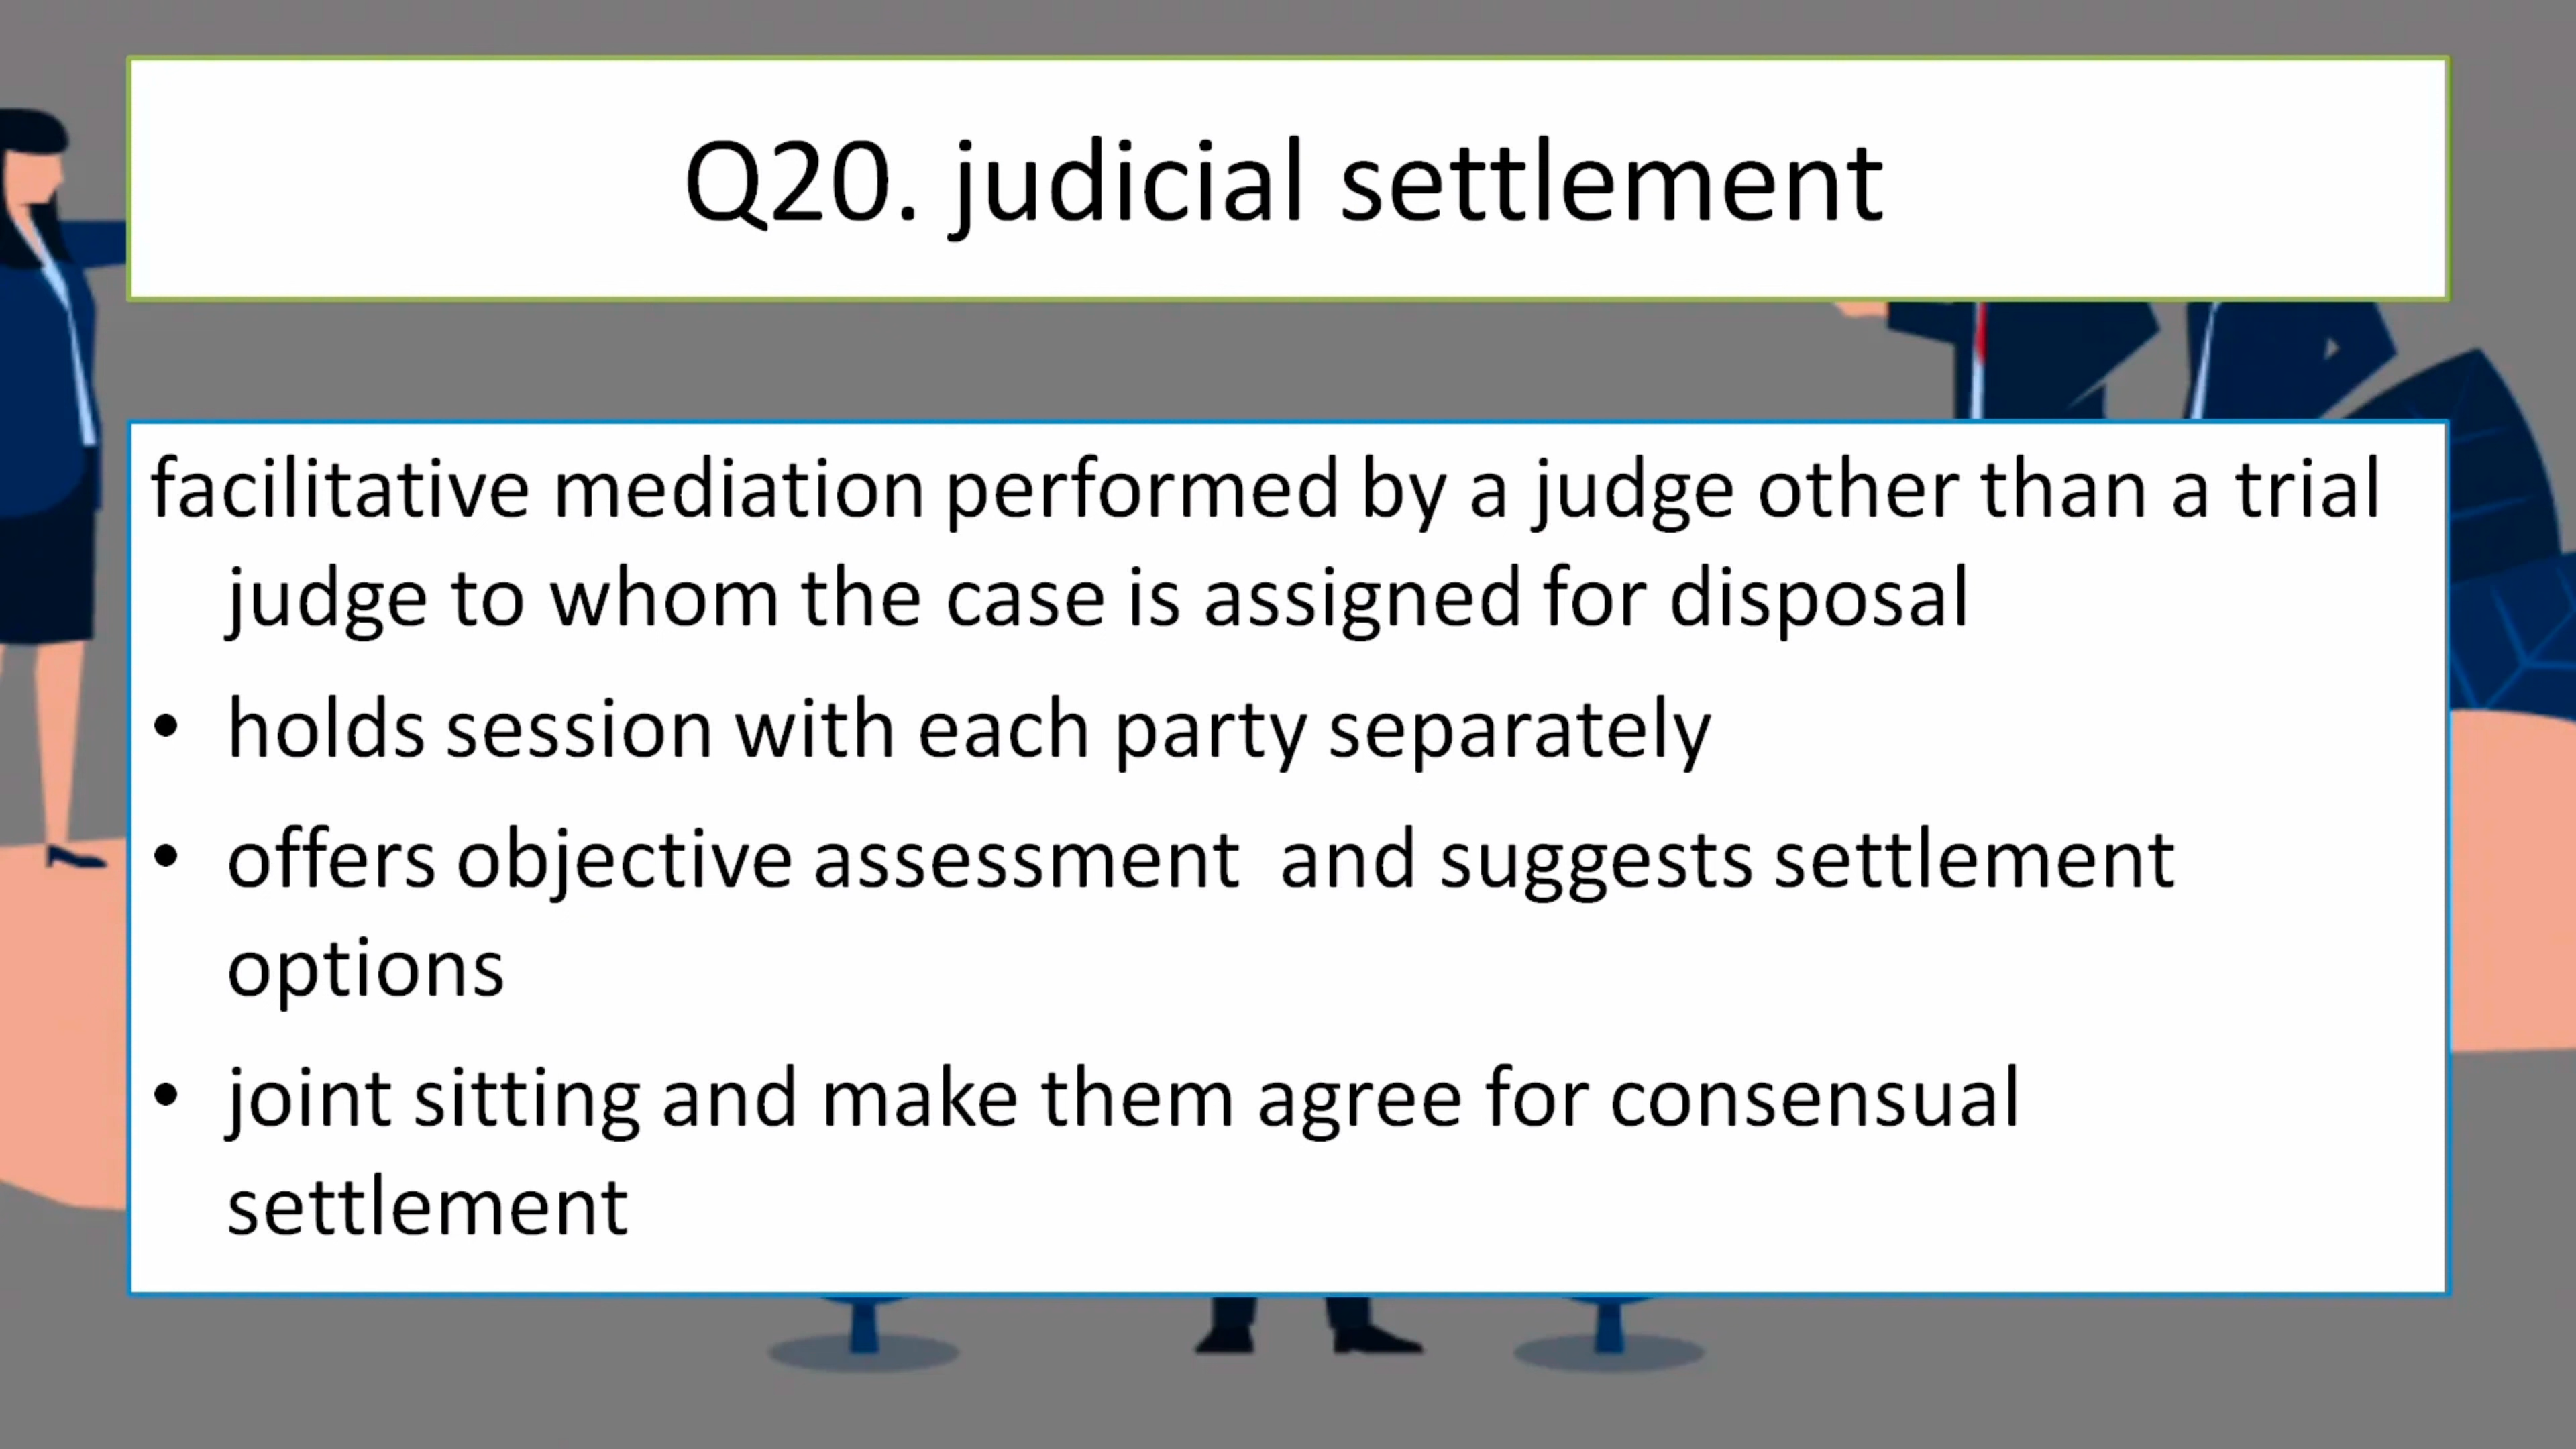 Q20. judicial settlement
facilitative mediation performed by a judge other than a trial
judge to whom the case is assigned for disposal
• holds session with each party separately
• offers objective assessment  and suggests settlement
options
• joint sitting and make them agree for consensual
settlement